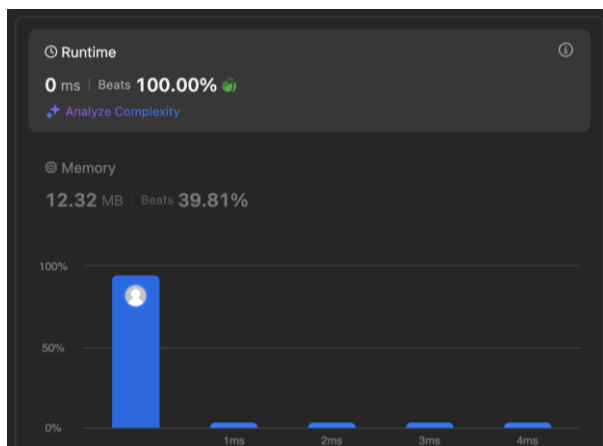 Runtime
0 ms | Beats 100.00%
Analyze Complexity
Memory
12.32 MB | Beats 39.81%
100%
50%
0%
1ms 2ms 3ms 4ms